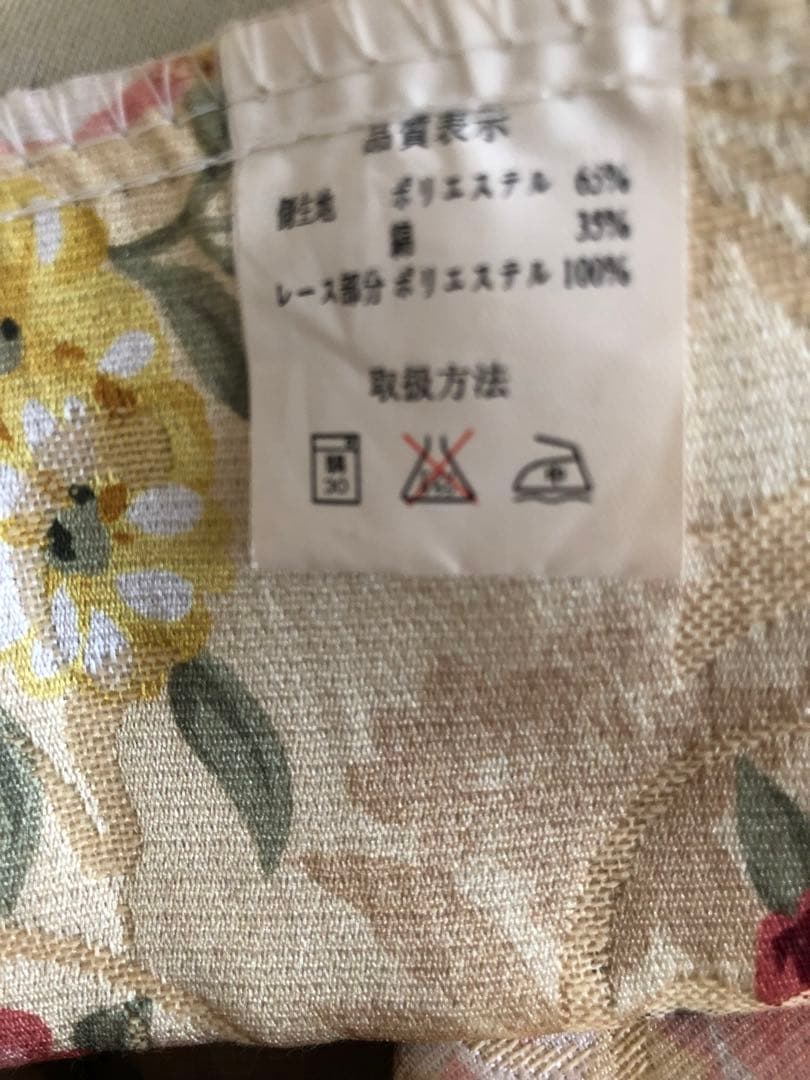 品質表示
側生地 ポリエステル 65%
綿 35%
レース部分 ポリエステル 100%
取扱方法
30